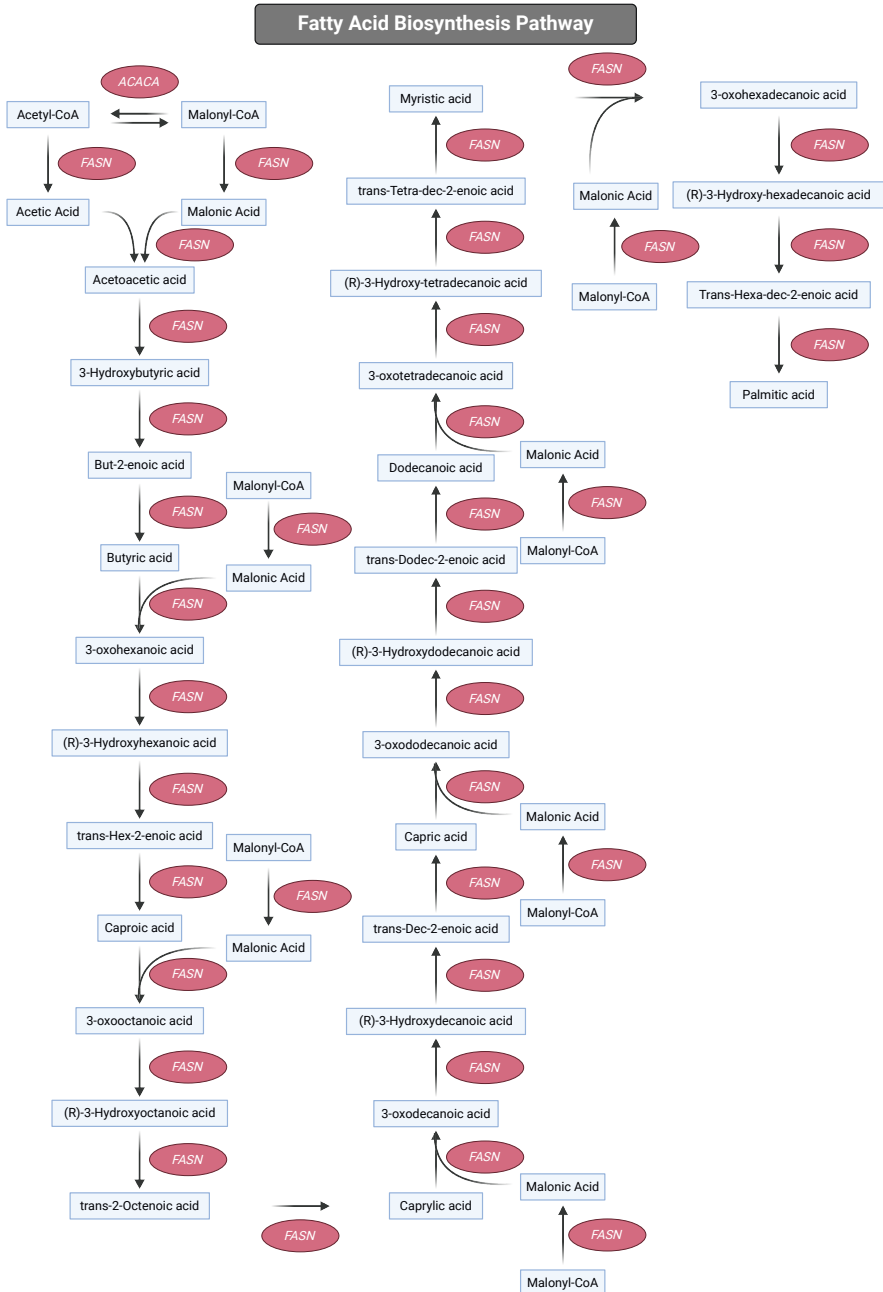 Fatty Acid Biosynthesis Pathway
ACACA
Acetyl-CoA
Malonyl-CoA
FASN
FASN
Acetic Acid
Malonic Acid
FASN
Acetoacetic acid
FASN
3-Hydroxybutyric acid
FASN
But-2-enoic acid
Malonyl-CoA
FASN
FASN
Butyric acid
Malonic Acid
FASN
3-oxohexanoic acid
FASN
(R)-3-Hydroxyhexanoic acid
FASN
trans-Hex-2-enoic acid
Malonyl-CoA
FASN
FASN
Caproic acid
Malonic Acid
FASN
3-oxooctanoic acid
FASN
(R)-3-Hydroxyoctanoic acid
FASN
trans-2-Octenoic acid
FASN
Myristic acid
FASN
trans-Tetra-dec-2-enoic acid
FASN
(R)-3-Hydroxy-tetradecanoic acid
FASN
3-oxotetradecanoic acid
FASN
Malonic Acid
Dodecanoic acid
FASN
FASN
Malonyl-CoA
trans-Dodec-2-enoic acid
FASN
(R)-3-Hydroxydodecanoic acid
FASN
3-oxododecanoic acid
FASN
Malonic Acid
Capric acid
FASN
FASN
Malonyl-CoA
trans-Dec-2-enoic acid
FASN
(R)-3-Hydroxydecanoic acid
FASN
3-oxodecanoic acid
FASN
Malonic Acid
Caprylic acid
FASN
Malonyl-CoA
FASN
3-oxohexadecanoic acid
FASN
Malonic Acid
(R)-3-Hydroxy-hexadecanoic acid
FASN
FASN
Malonyl-CoA
Trans-Hexa-dec-2-enoic acid
FASN
Palmitic acid